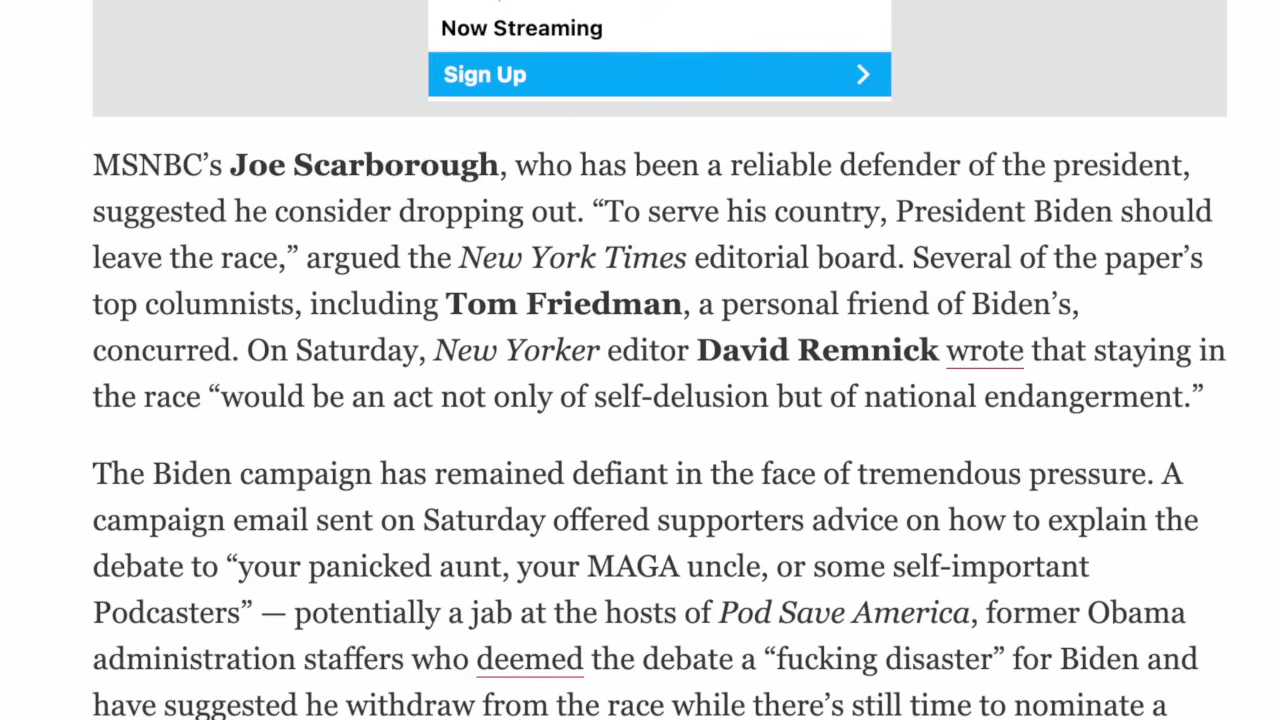 Now Streaming
Sign Up
MSNBC’s Joe Scarborough, who has been a reliable defender of the president,
suggested he consider dropping out. “To serve his country, President Biden should
leave the race,” argued the New York Times editorial board. Several of the paper’s
top columnists, including Tom Friedman, a personal friend of Biden’s,
concurred. On Saturday, New Yorker editor David Remnick wrote that staying in
the race “would be an act not only of self-delusion but of national endangerment.”
The Biden campaign has remained defiant in the face of tremendous pressure. A
campaign email sent on Saturday offered supporters advice on how to explain the
debate to “your panicked aunt, your MAGA uncle, or some self-important
Podcasters” — potentially a jab at the hosts of Pod Save America, former Obama
administration staffers who deemed the debate a “fucking disaster” for Biden and
have suggested he withdraw from the race while there’s still time to nominate a